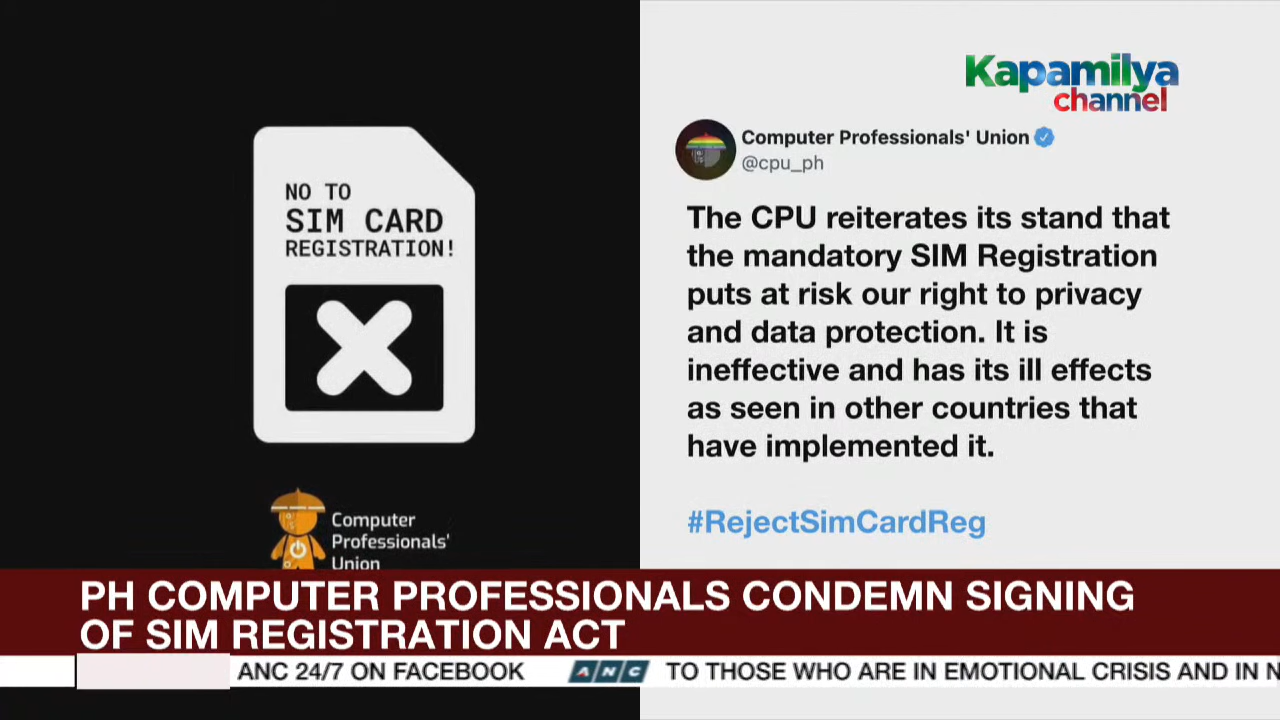 Kapamilya
channel
NO TO
SIM CARD
REGISTRATION!
Computer
Professionals'
Union
Computer Professionals' Union
@cpu_ph
The CPU reiterates its stand that
the mandatory SIM Registration
puts at risk our right to privacy
and data protection. It is
ineffective and has its ill effects
as seen in other countries that
have implemented it.
#RejectSimCardReg
PH COMPUTER PROFESSIONALS CONDEMN SIGNING
OF SIM REGISTRATION ACT
ANC 24/7 ON FACEBOOK ANC TO THOSE WHO ARE IN EMOTIONAL CRISIS AND IN N